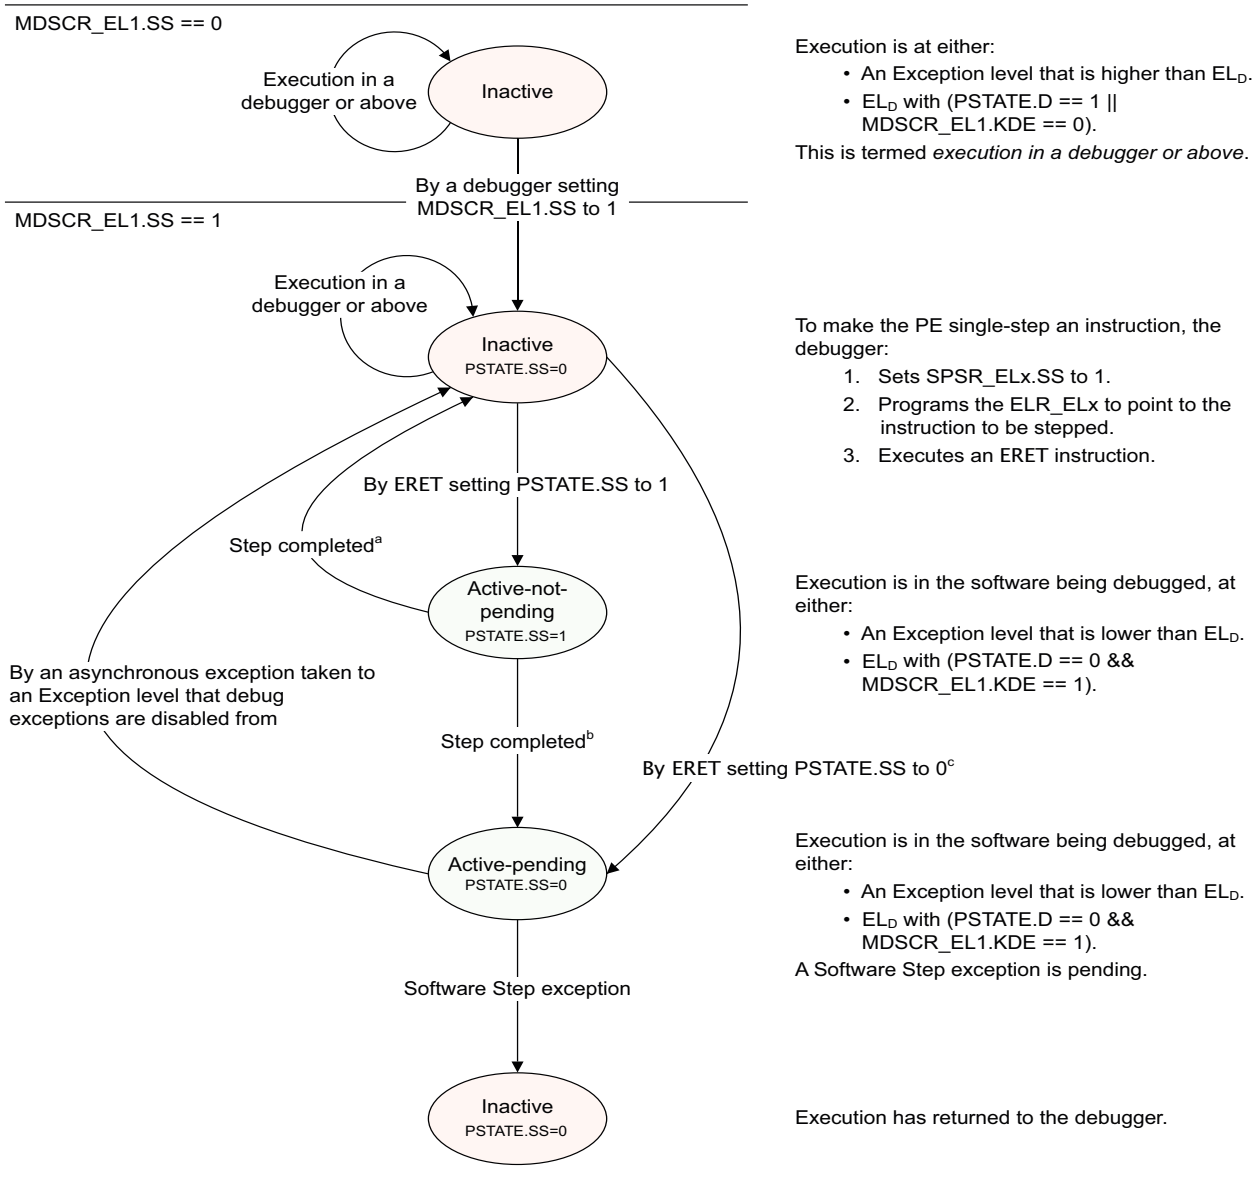 MDSCR_EL1.SS == 0
Execution in a
debugger or above
Inactive
Execution is at either:
• An Exception level that is higher than ELD.
• ELD with (PSTATE.D == 1 ||
MDSCR_EL1.KDE == 0).
This is termed execution in a debugger or above.
By a debugger setting
MDSCR_EL1.SS to 1
MDSCR_EL1.SS == 1
Execution in a
debugger or above
Inactive
PSTATE.SS=0
To make the PE single-step an instruction, the
debugger:
1. Sets SPSR_ELx.SS to 1.
2. Programs the ELR_ELx to point to the
instruction to be stepped.
3. Executes an ERET instruction.
By ERET setting PSTATE.SS to 1
Step completedᵃ
Active-not-
pending
PSTATE.SS=1
Execution is in the software being debugged, at
either:
• An Exception level that is lower than ELD.
• ELD with (PSTATE.D == 0 &&
MDSCR_EL1.KDE == 1).
By an asynchronous exception taken to
an Exception level that debug
exceptions are disabled from
Step completedᵇ
By ERET setting PSTATE.SS to 0ᶜ
Active-pending
PSTATE.SS=0
Execution is in the software being debugged, at
either:
• An Exception level that is lower than ELD.
• ELD with (PSTATE.D == 0 &&
MDSCR_EL1.KDE == 1).
A Software Step exception is pending.
Software Step exception
Inactive
PSTATE.SS=0
Execution has returned to the debugger.